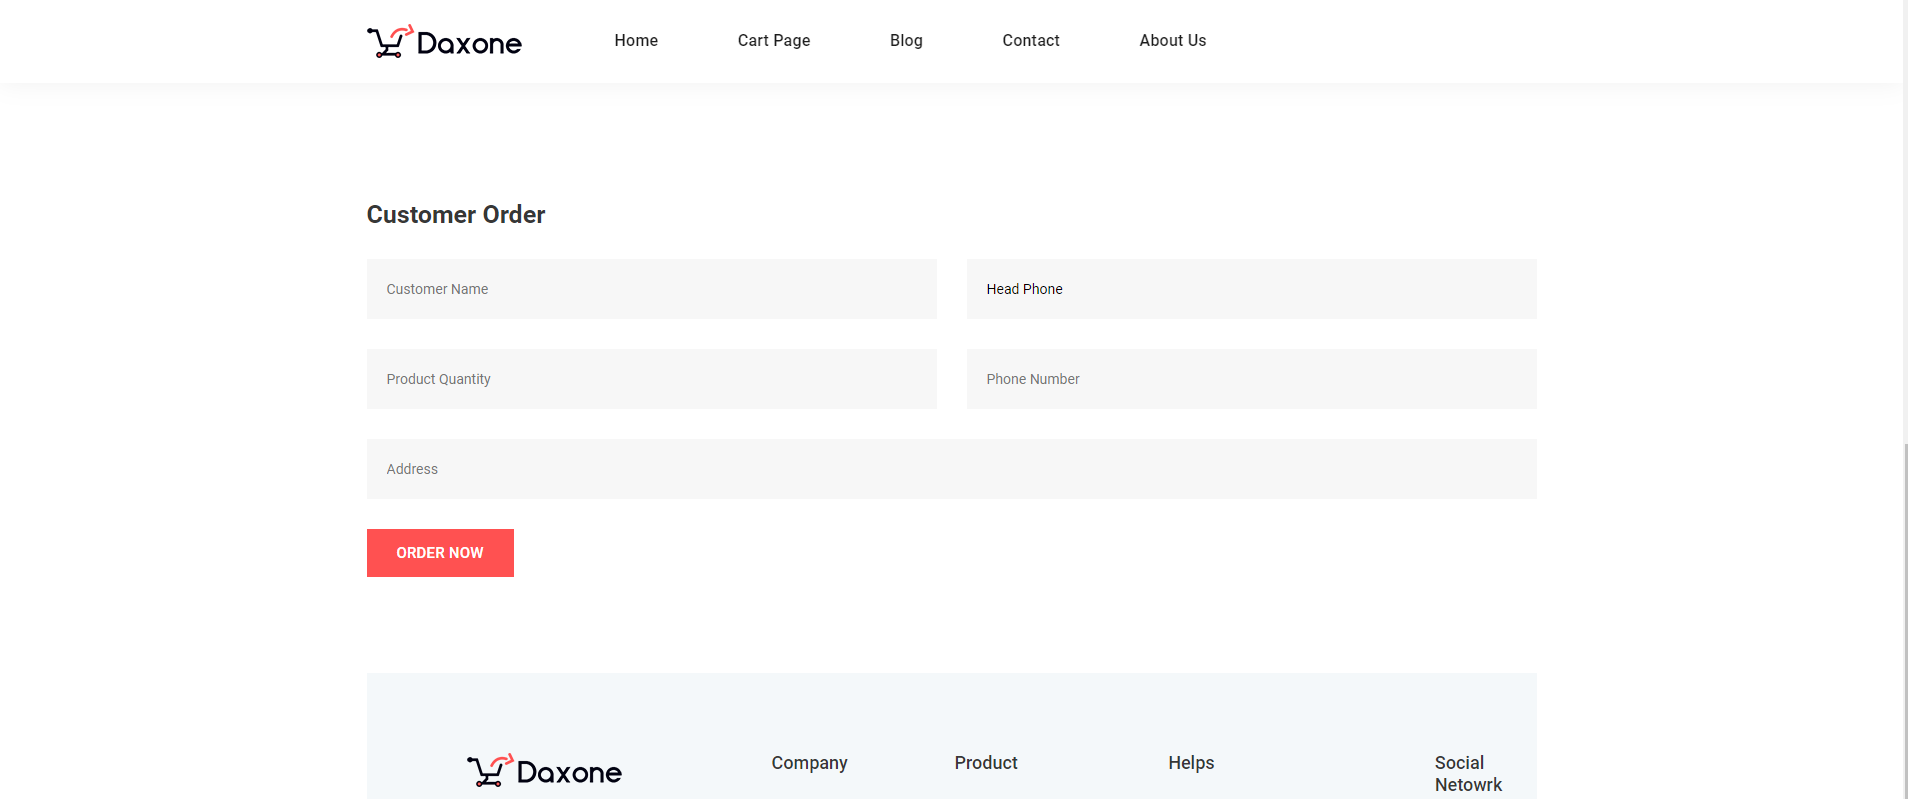 Daxone Home Cart Page Blog Contact About Us
Customer Order
Customer Name Head Phone
Product Quantity Phone Number
Address
ORDER NOW
Daxone Company Product Helps Social
Netowrk